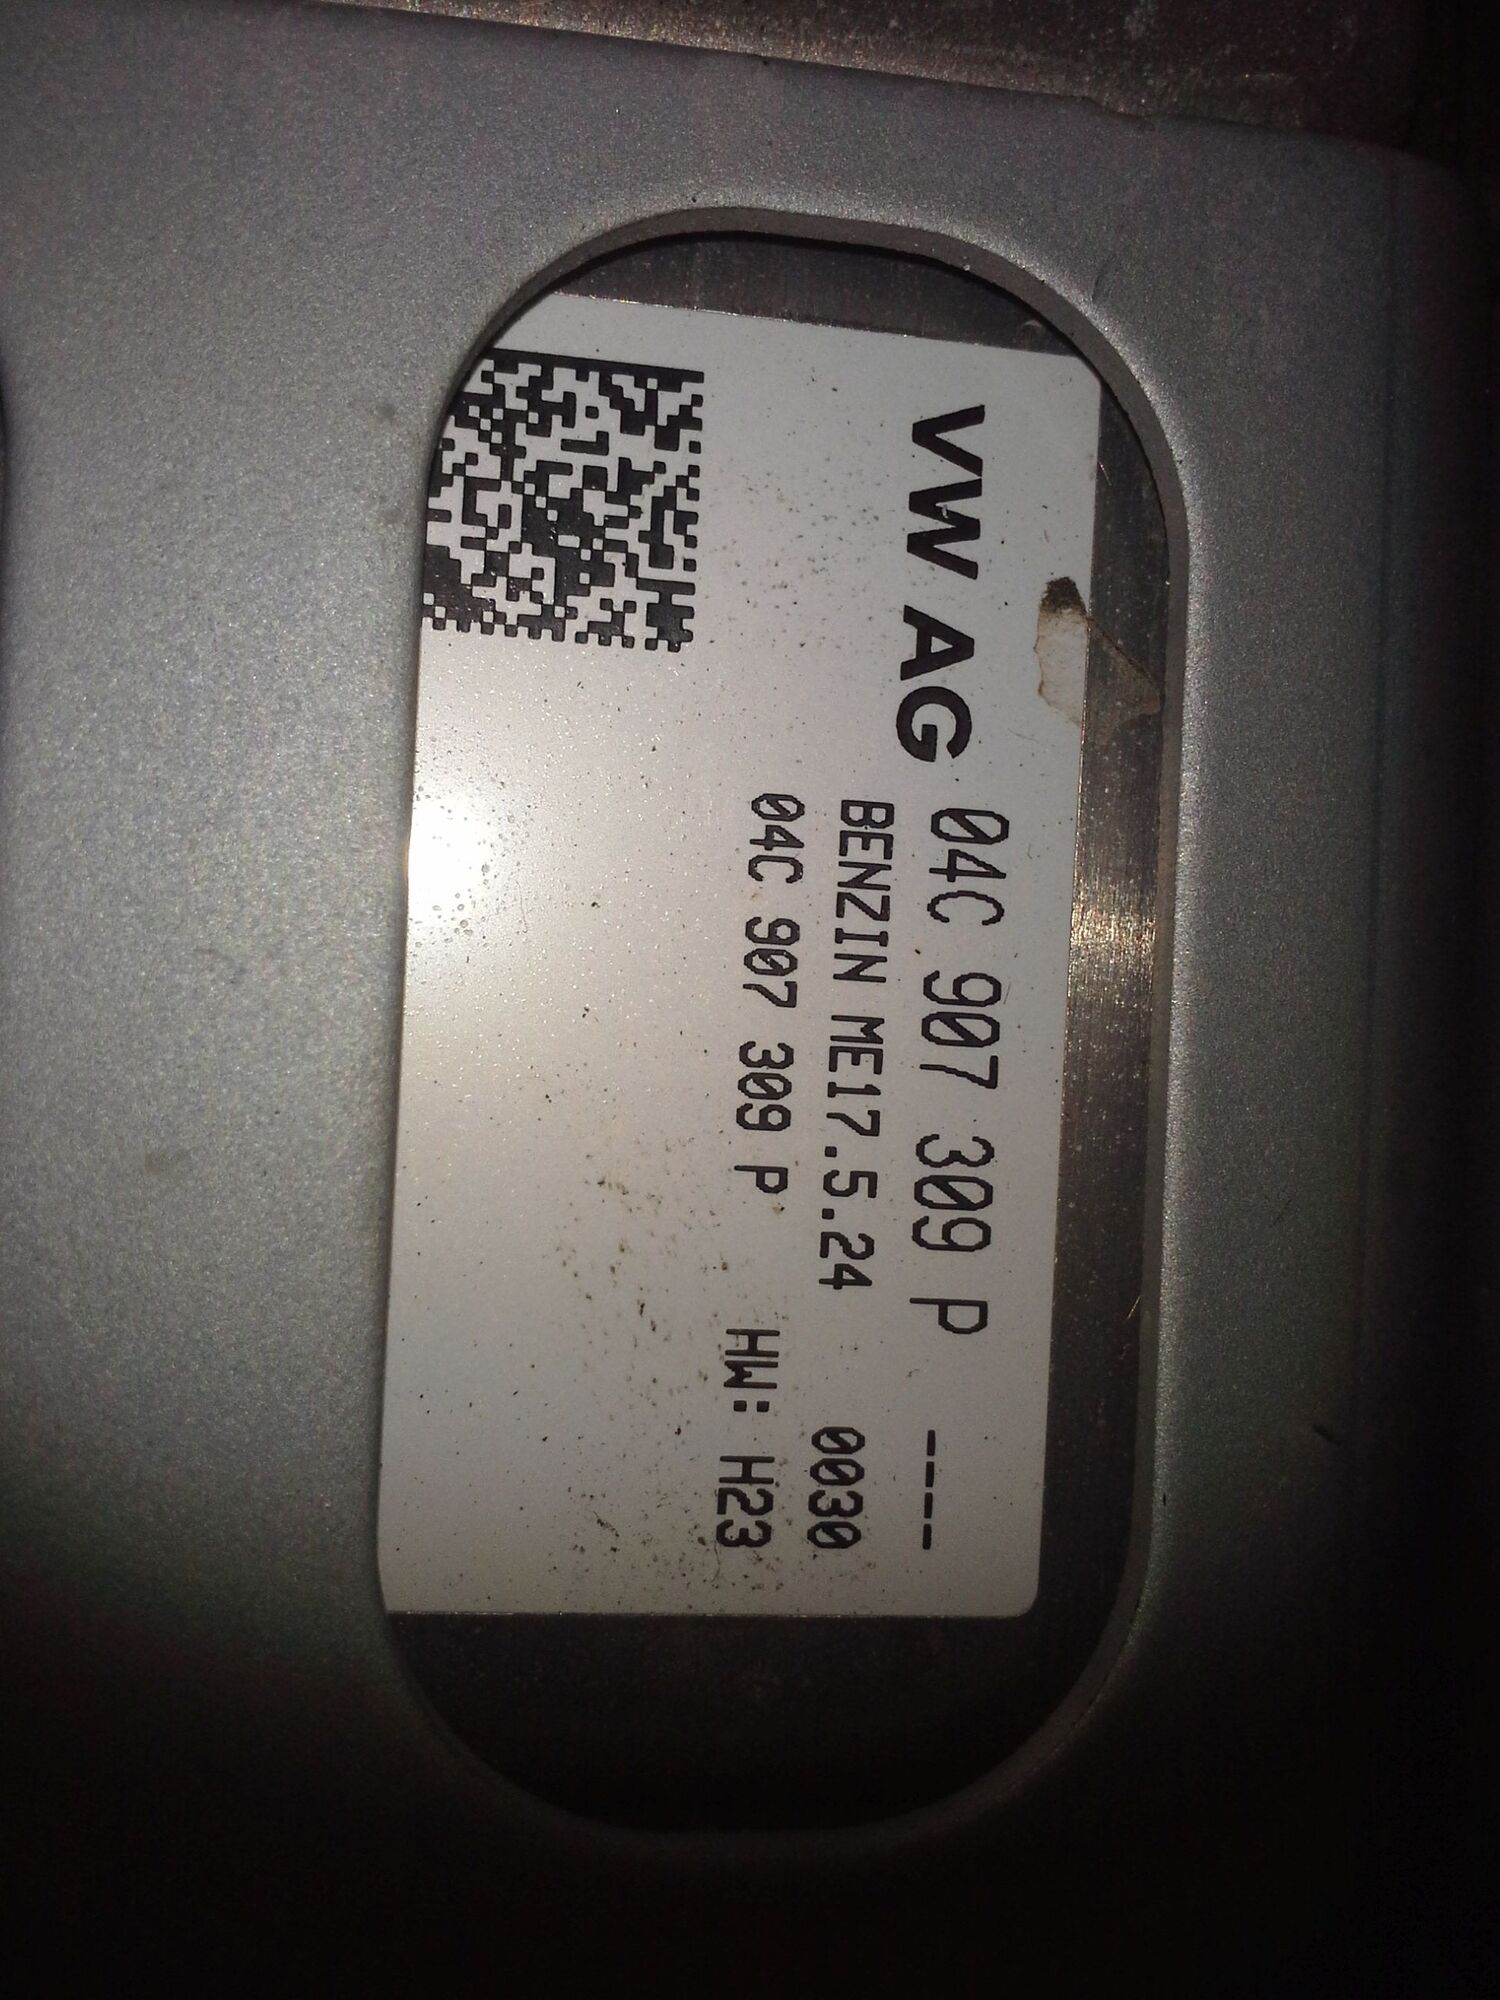 VW AG 04C 907 309 P ----
BENZIN ME17.5.24 0030
04C 907 309 P HW: H23